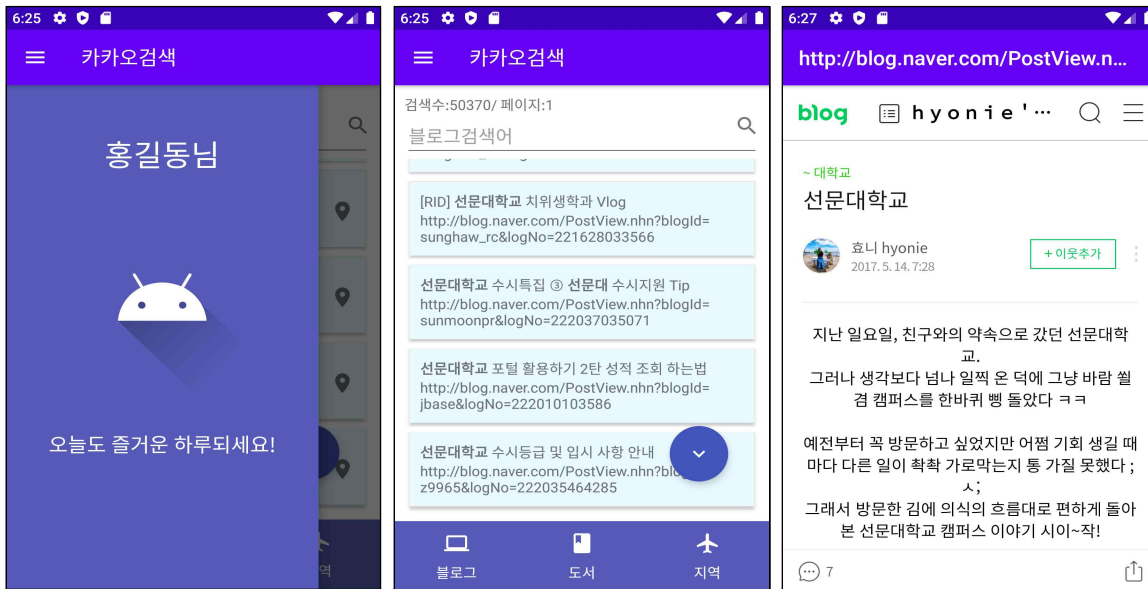 6:25
카카오검색
홍길동님
오늘도 즐거운 하루되세요!
역
6:25
카카오검색
검색수:50370/ 페이지:1
블로그검색어
[RID] 선문대학교 치위생학과 Vlog
http://blog.naver.com/PostView.nhn?blogId=
sunghaw_rc&logNo=221628033566
선문대학교 수시특집 ③ 선문대 수시지원 Tip
http://blog.naver.com/PostView.nhn?blogId=
sunmoonpr&logNo=222037035071
선문대학교 포털 활용하기 2탄 성적 조회 하는법
http://blog.naver.com/PostView.nhn?blogId=
jbase&logNo=222010103586
선문대학교 수시등급 및 입시 사항 안내
http://blog.naver.com/PostView.nhn?blo
z9965&logNo=222035464285
블로그
도서
지역
6:27
http://blog.naver.com/PostView.n...
blog hyonie'…
~ 대학교
선문대학교
효니 hyonie
2017. 5. 14. 7:28
+ 이웃추가
지난 일요일, 친구와의 약속으로 갔던 선문대학
교.
그러나 생각보다 넘나 일찍 온 덕에 그냥 바람 쐴
겸 캠퍼스를 한바퀴 삥 돌았다 ㅋㅋ
예전부터 꼭 방문하고 싶었지만 어쩜 기회 생길 때
마다 다른 일이 촥촥 가로막는지 통 가질 못했다 ;
ㅅ;
그래서 방문한 김에 의식의 흐름대로 편하게 돌아
본 선문대학교 캠퍼스 이야기 시이~작!
7